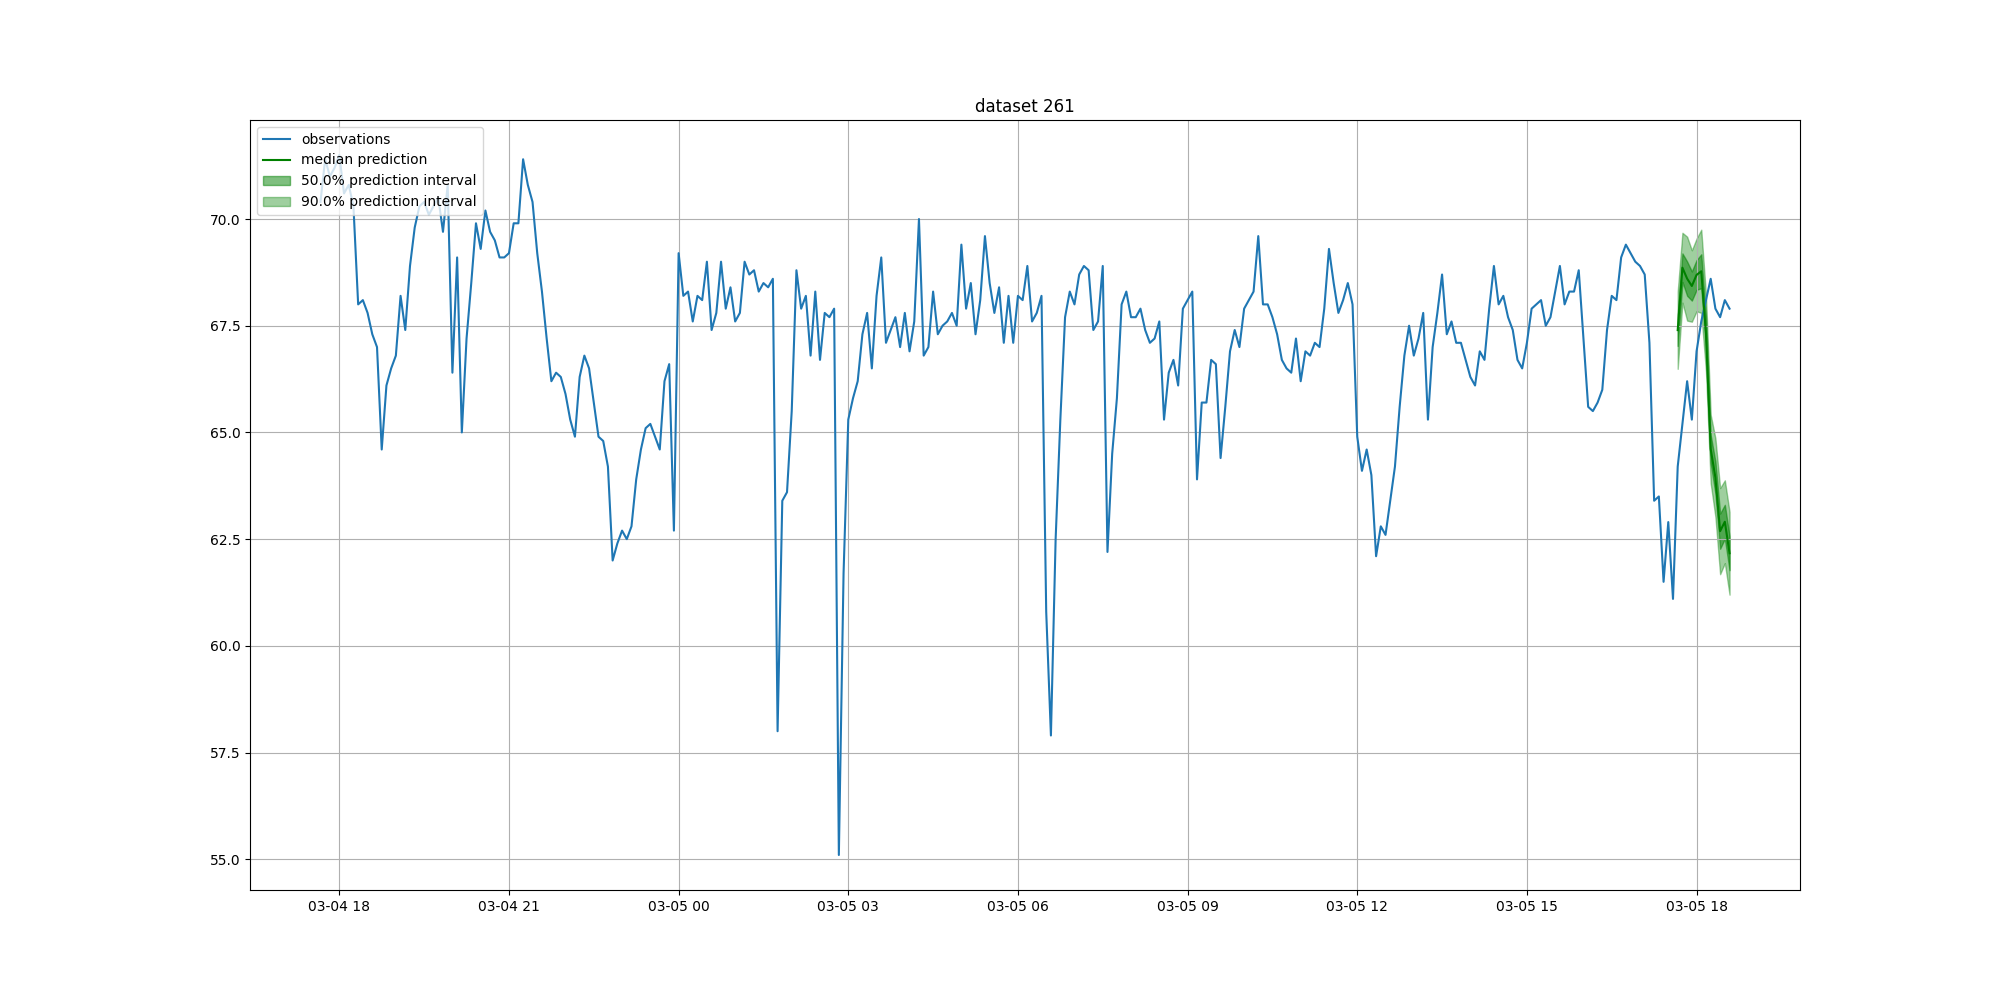 dataset 261
observations
median prediction
50.0% prediction interval
90.0% prediction interval
70.0
67.5
65.0
62.5
60.0
57.5
55.0
03-04 18 03-04 21 03-05 00 03-05 03 03-05 06 03-05 09 03-05 12 03-05 15 03-05 18